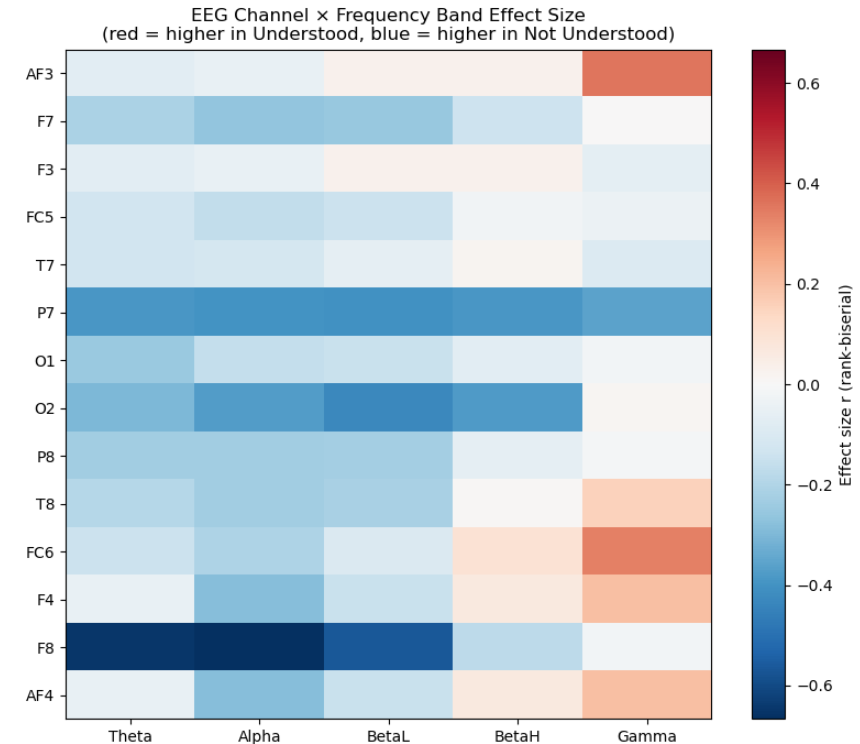 EEG Channel × Frequency Band Effect Size
(red = higher in Understood, blue = higher in Not Understood)
AF3
F7
F3
FC5
T7
P7
O1
O2
P8
T8
FC6
F4
F8
AF4
Theta Alpha BetaL BetaH Gamma
0.6
0.4
0.2
0.0
−0.2
−0.4
−0.6
Effect size r (rank-biserial)